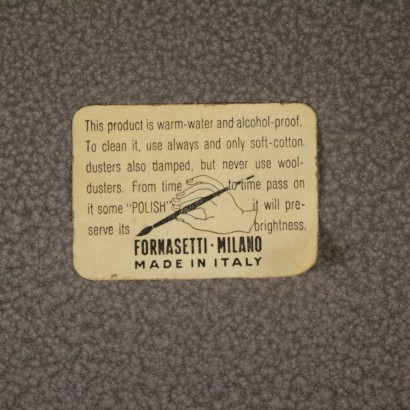 This product is warm-water and alcohol-proof.
To clean it, use always and only soft-cotton
dusters also damped, but never use wool-
dusters. From time to time pass on
it some "POLISH" it will pre-
serve its brightness.
FORNASETTI · MILANO
MADE IN ITALY